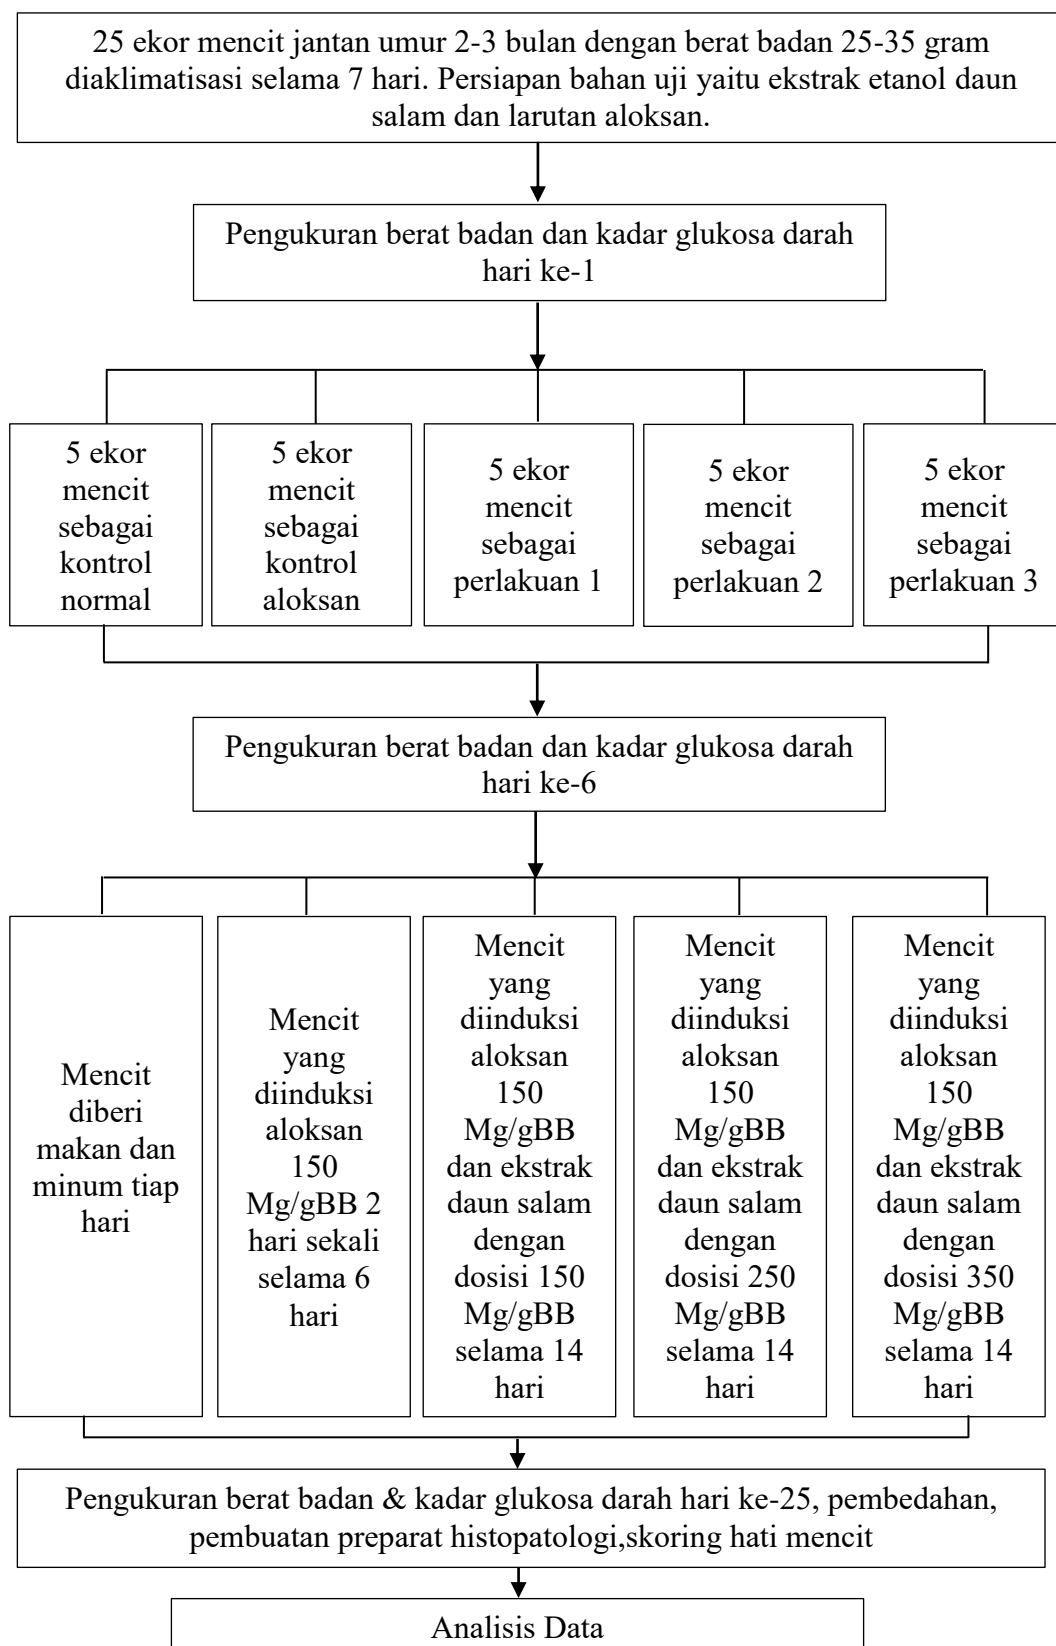 25 ekor mencit jantan umur 2-3 bulan dengan berat badan 25-35 gram
diaklimatisasi selama 7 hari. Persiapan bahan uji yaitu ekstrak etanol daun
salam dan larutan aloksan.
Pengukuran berat badan dan kadar glukosa darah
hari ke-1
5 ekor
mencit
sebagai
kontrol
normal
5 ekor
mencit
sebagai
kontrol
aloksan
5 ekor
mencit
sebagai
perlakuan 1
5 ekor
mencit
sebagai
perlakuan 2
5 ekor
mencit
sebagai
perlakuan 3
Pengukuran berat badan dan kadar glukosa darah
hari ke-6
Mencit
diberi
makan dan
minum tiap
hari
Mencit
yang
diinduksi
aloksan
150
Mg/gBB 2
hari sekali
selama 6
hari
Mencit
yang
diinduksi
aloksan
150
Mg/gBB
dan ekstrak
daun salam
dengan
dosisi 150
Mg/gBB
selama 14
hari
Mencit
yang
diinduksi
aloksan
150
Mg/gBB
dan ekstrak
daun salam
dengan
dosisi 250
Mg/gBB
selama 14
hari
Mencit
yang
diinduksi
aloksan
150
Mg/gBB
dan ekstrak
daun salam
dengan
dosisi 350
Mg/gBB
selama 14
hari
Pengukuran berat badan & kadar glukosa darah hari ke-25, pembedahan,
pembuatan preparat histopatologi,skoring hati mencit
Analisis Data